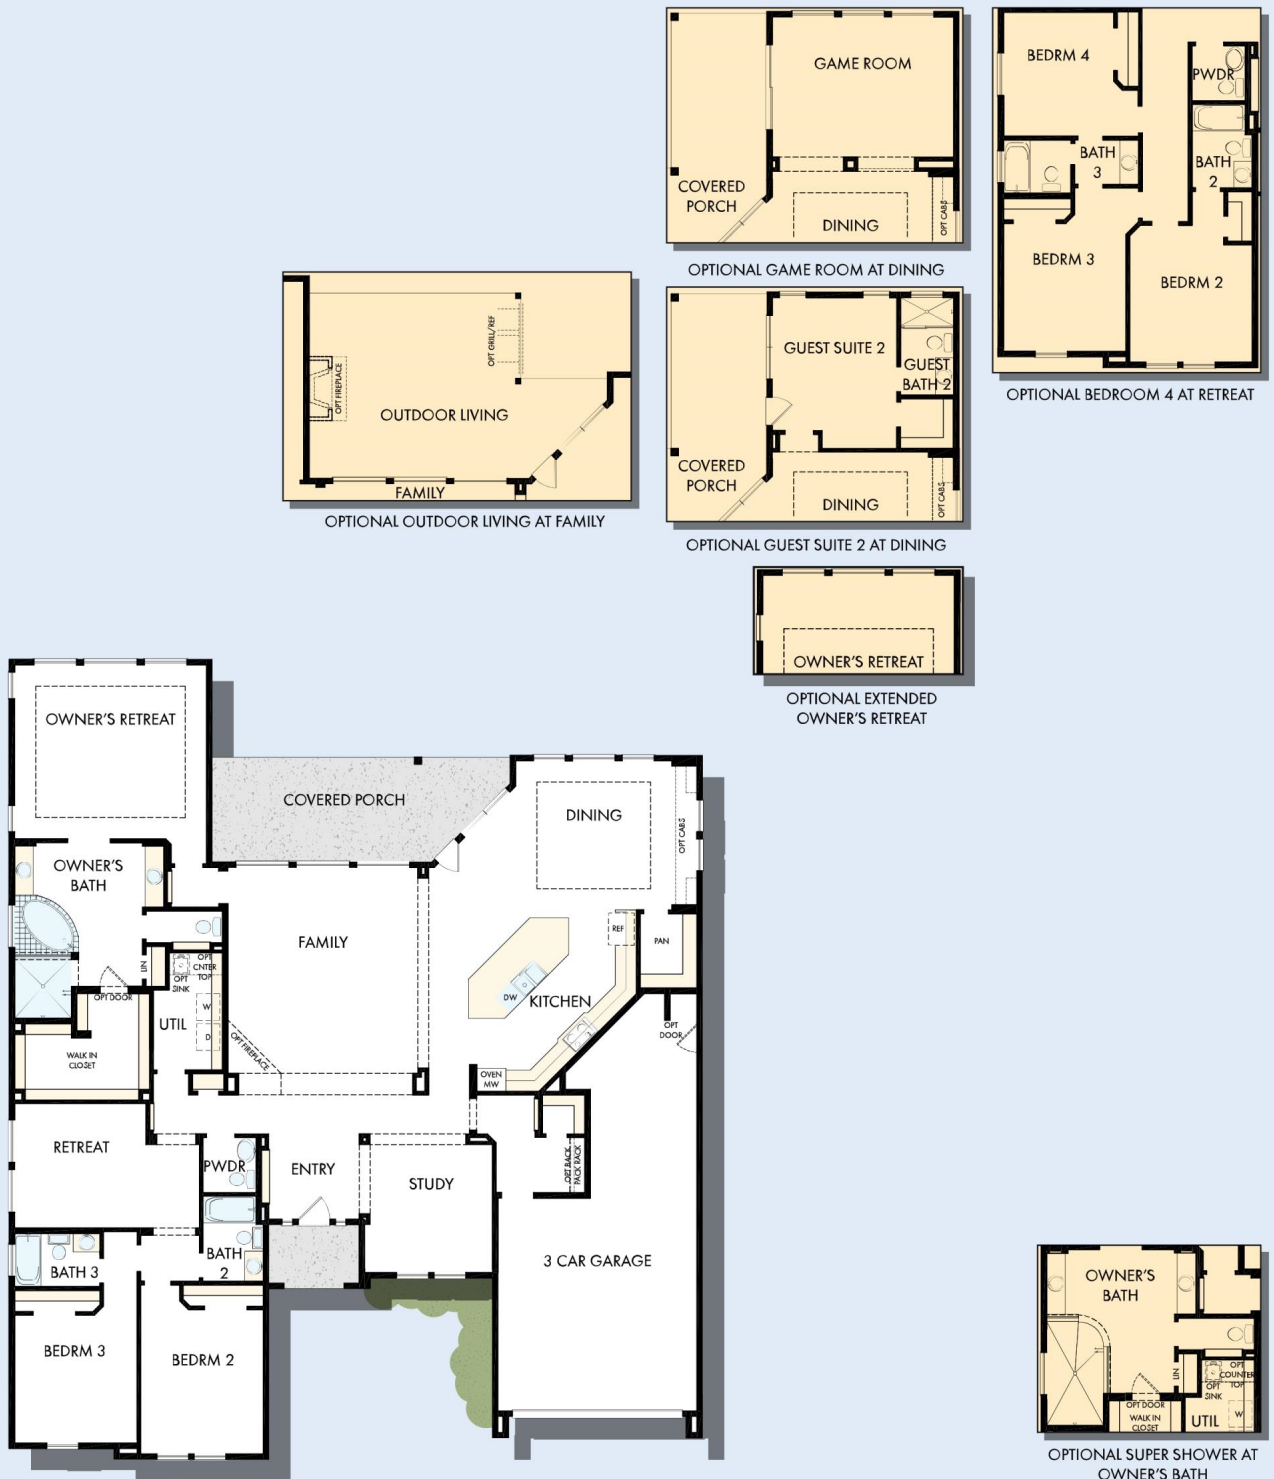 GAME ROOM
COVERED
PORCH
DINING
OPT CABS
OPTIONAL GAME ROOM AT DINING
BEDRM 4
PWDR
BATH
3
BATH
2
BEDRM 3
BEDRM 2
OPTIONAL BEDROOM 4 AT RETREAT
OPT GRILL/REF
OPT FIREPLACE
OUTDOOR LIVING
FAMILY
OPTIONAL OUTDOOR LIVING AT FAMILY
GUEST SUITE 2
GUEST
BATH 2
COVERED
PORCH
DINING
OPT CABS
OPTIONAL GUEST SUITE 2 AT DINING
OWNER'S RETREAT
OPTIONAL EXTENDED
OWNER'S RETREAT
OWNER'S RETREAT
COVERED PORCH
DINING
OPT CABS
OWNER'S
BATH
FAMILY
REF
PAN
LIN
OPT
SINK
OPT
CNTER
TOP
OPT DOOR
W
D
UTIL
DW
KITCHEN
OPT
DOOR
OPT FIREPLACE
WALK IN
CLOSET
OVEN
MW
RETREAT
PWDR
ENTRY
STUDY
OPT BACK
PACK RACK
BATH
2
BATH 3
3 CAR GARAGE
BEDRM 3
BEDRM 2
OWNER'S
BATH
LIN
OPT
SINK
OPT
COUNTER
TOP
OPT DOOR
WALK IN
CLOSET
UTIL
W
OPTIONAL SUPER SHOWER AT
OWNER'S BATH